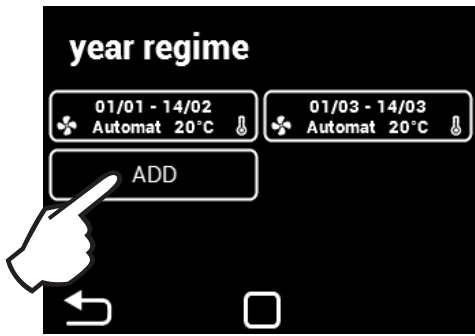 year regime
01/01 - 14/02
Automat 20°C
01/03 - 14/03
Automat 20°C
ADD